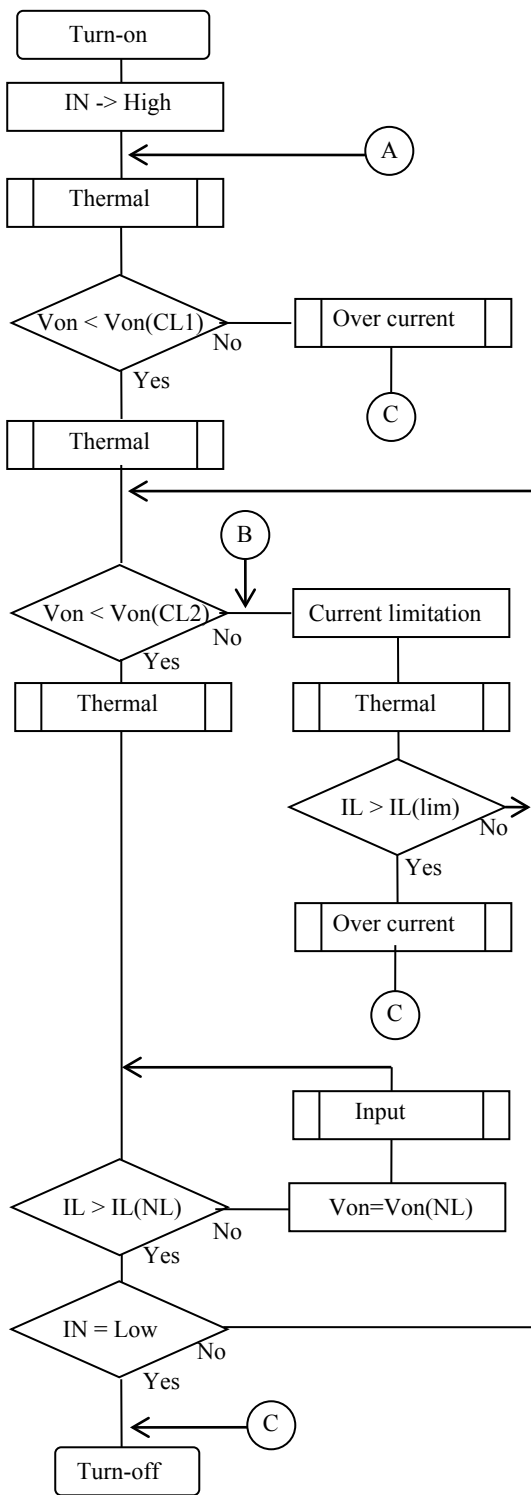 Turn-on
IN -> High
A
Thermal
Von < Von(CL1)
No
Over current
Yes
C
Thermal
B
Von < Von(CL2)
No
Current limitation
Yes
Thermal
Thermal
IL > IL(lim)
No
Yes
Over current
C
Input
IL > IL(NL)
No
Von=Von(NL)
Yes
IN = Low
No
Yes
C
Turn-off